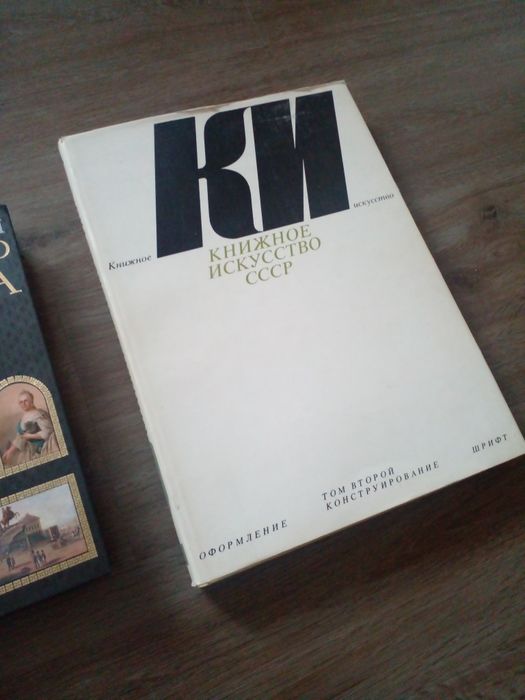 КИ
Книжное искусство
КНИЖНОЕ
ИСКУССТВО
СССР
ТОМ ВТОРОЙ
ОФОРМЛЕНИЕ КОНСТРУИРОВАНИЕ ШРИФТ